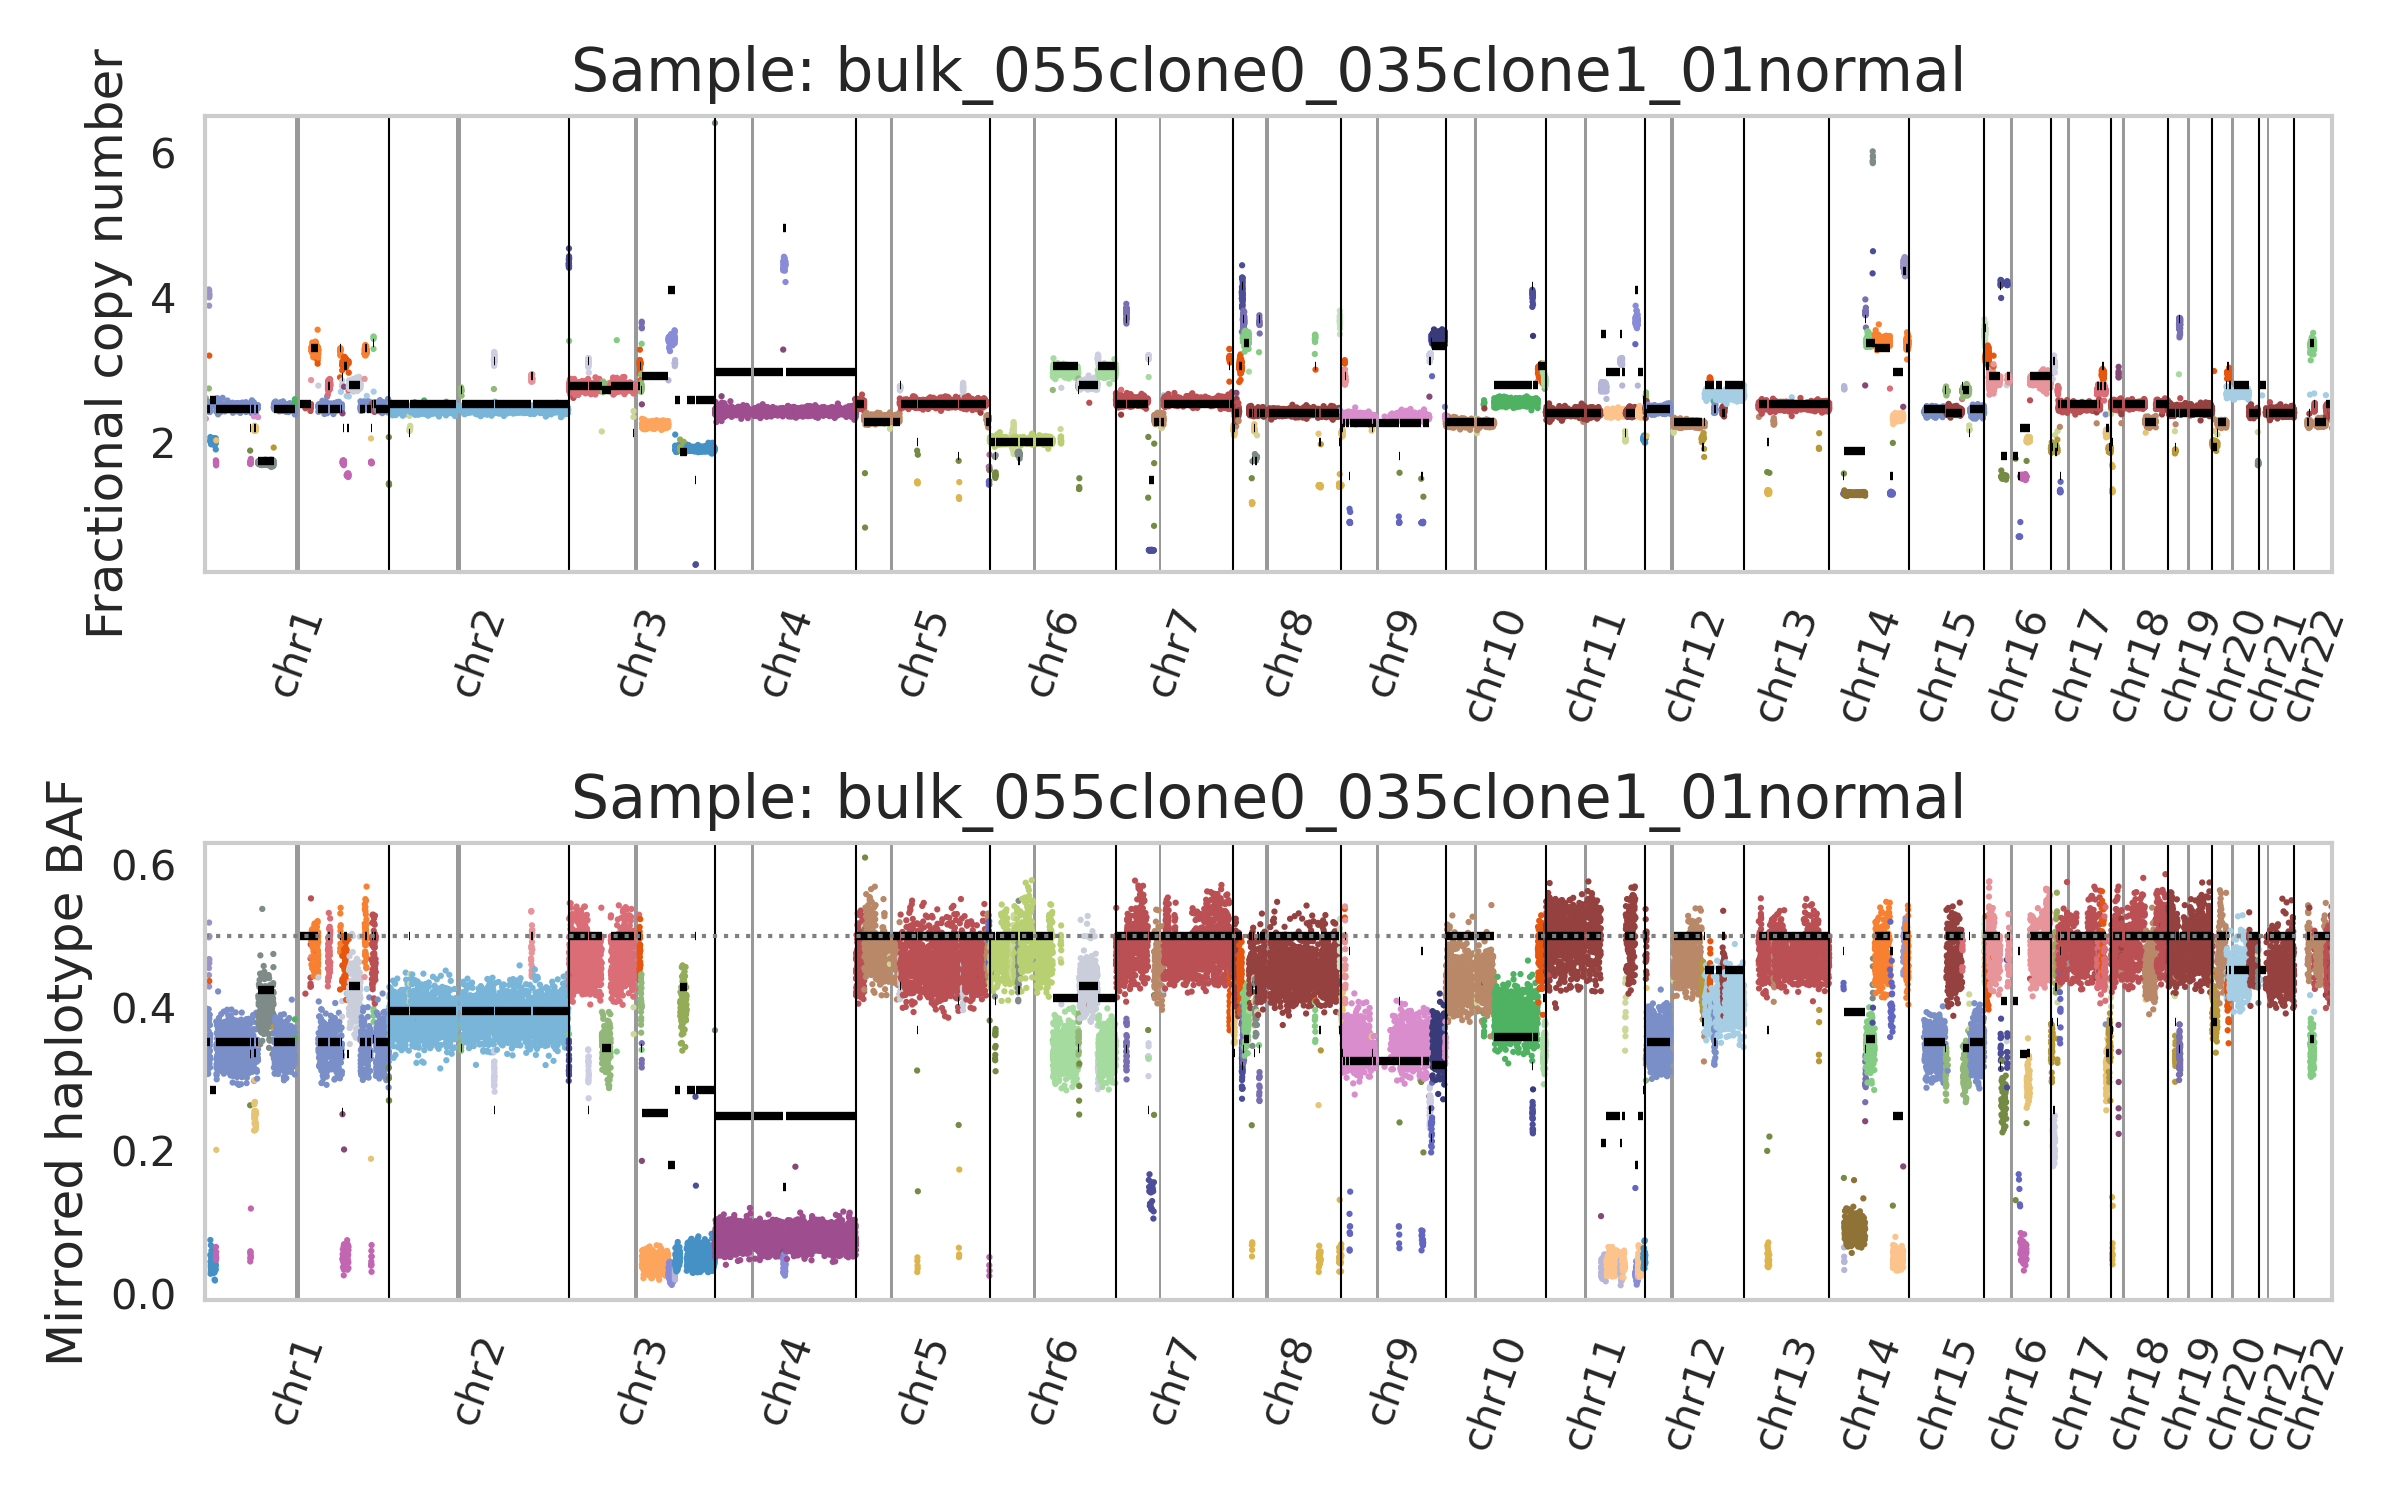 Sample: bulk_055clone0_035clone1_01normal
Fractional copy number
6
4
2
chr1
chr2
chr3
chr4
chr5
chr6
chr7
chr8
chr9
chr10
chr11
chr12
chr13
chr14
chr15
chr16
chr17
chr18
chr19
chr20
chr21
chr22
Sample: bulk_055clone0_035clone1_01normal
Mirrored haplotype BAF
0.6
0.4
0.2
0.0
chr1
chr2
chr3
chr4
chr5
chr6
chr7
chr8
chr9
chr10
chr11
chr12
chr13
chr14
chr15
chr16
chr17
chr18
chr19
chr20
chr21
chr22